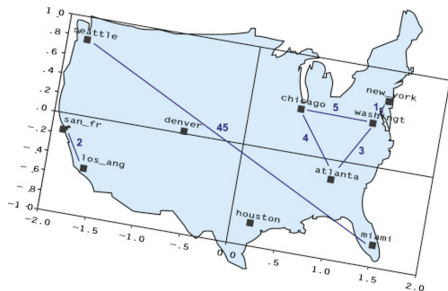 1.0
.8
.6
.4
.2
.0
-.2
-.4
-.6
-.8
-1.0
seattle
new_york
chicago
5
1
washingt
denver
45
4
3
san_fr
2
los_ang
atlanta
houston
miami
-2.0
-1.5
-1.0
-.5
0.0
.5
1.0
1.5
2.0